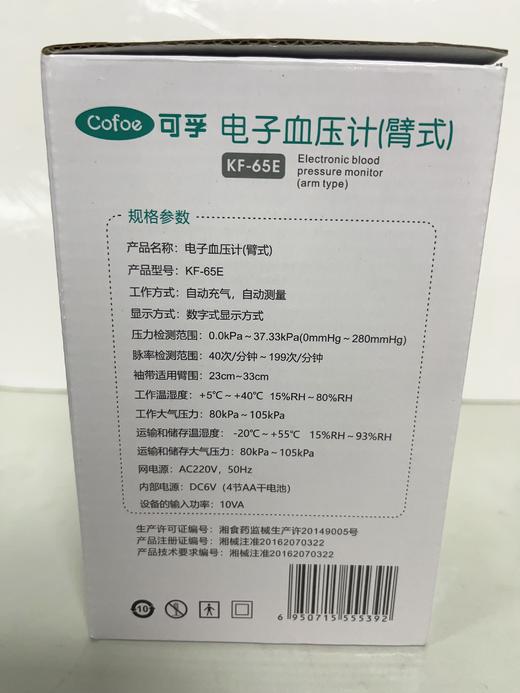 Cofoe 可孚 电子血压计(臂式)
KF-65E
Electronic blood
pressure monitor
(arm type)
规格参数
产品名称：电子血压计(臂式)
产品型号：KF-65E
工作方式：自动充气，自动测量
显示方式：数字式显示方式
压力检测范围：0.0kPa~37.33kPa(0mmHg~280mmHg)
脉率检测范围：40次/分钟~199次/分钟
袖带适用臂围：23cm~33cm
工作温湿度：+5℃~+40℃ 15%RH~80%RH
工作大气压力：80kPa~105kPa
运输和储存温湿度：-20℃~+55℃ 15%RH~93%RH
运输和储存大气压力：80kPa~105kPa
网电源：AC220V，50Hz
内部电源：DC6V（4节AA干电池）
设备的输入功率：10VA
生产许可证编号：湘食药监械生产许20149005号
产品注册证编号：湘械注准20162070322
产品技术要求编号：湘械注准20162070322
10
6 950715 555392